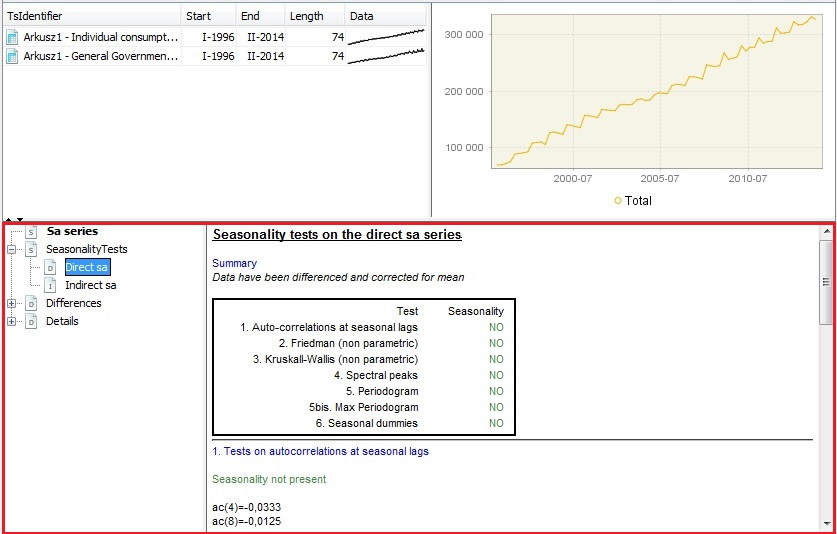 TsIdentifier Start End Length Data
Arkusz1 - Individual consumpt... I-1996 II-2014 74
Arkusz1 - General Governmen... I-1996 II-2014 74
300 000
200 000
100 000
2000-07 2005-07 2010-07
Total
Sa series
SeasonalityTests
Direct sa
Indirect sa
Differences
Details
Seasonality tests on the direct sa series
Summary
Data have been differenced and corrected for mean
Test Seasonality
1. Auto-correlations at seasonal lags NO
2. Friedman (non parametric) NO
3. Kruskall-Wallis (non parametric) NO
4. Spectral peaks NO
5. Periodogram NO
5bis. Max Periodogram NO
6. Seasonal dummies NO
1. Tests on autocorrelations at seasonal lags
Seasonality not present
ac(4)=-0,0333
ac(8)=-0,0125